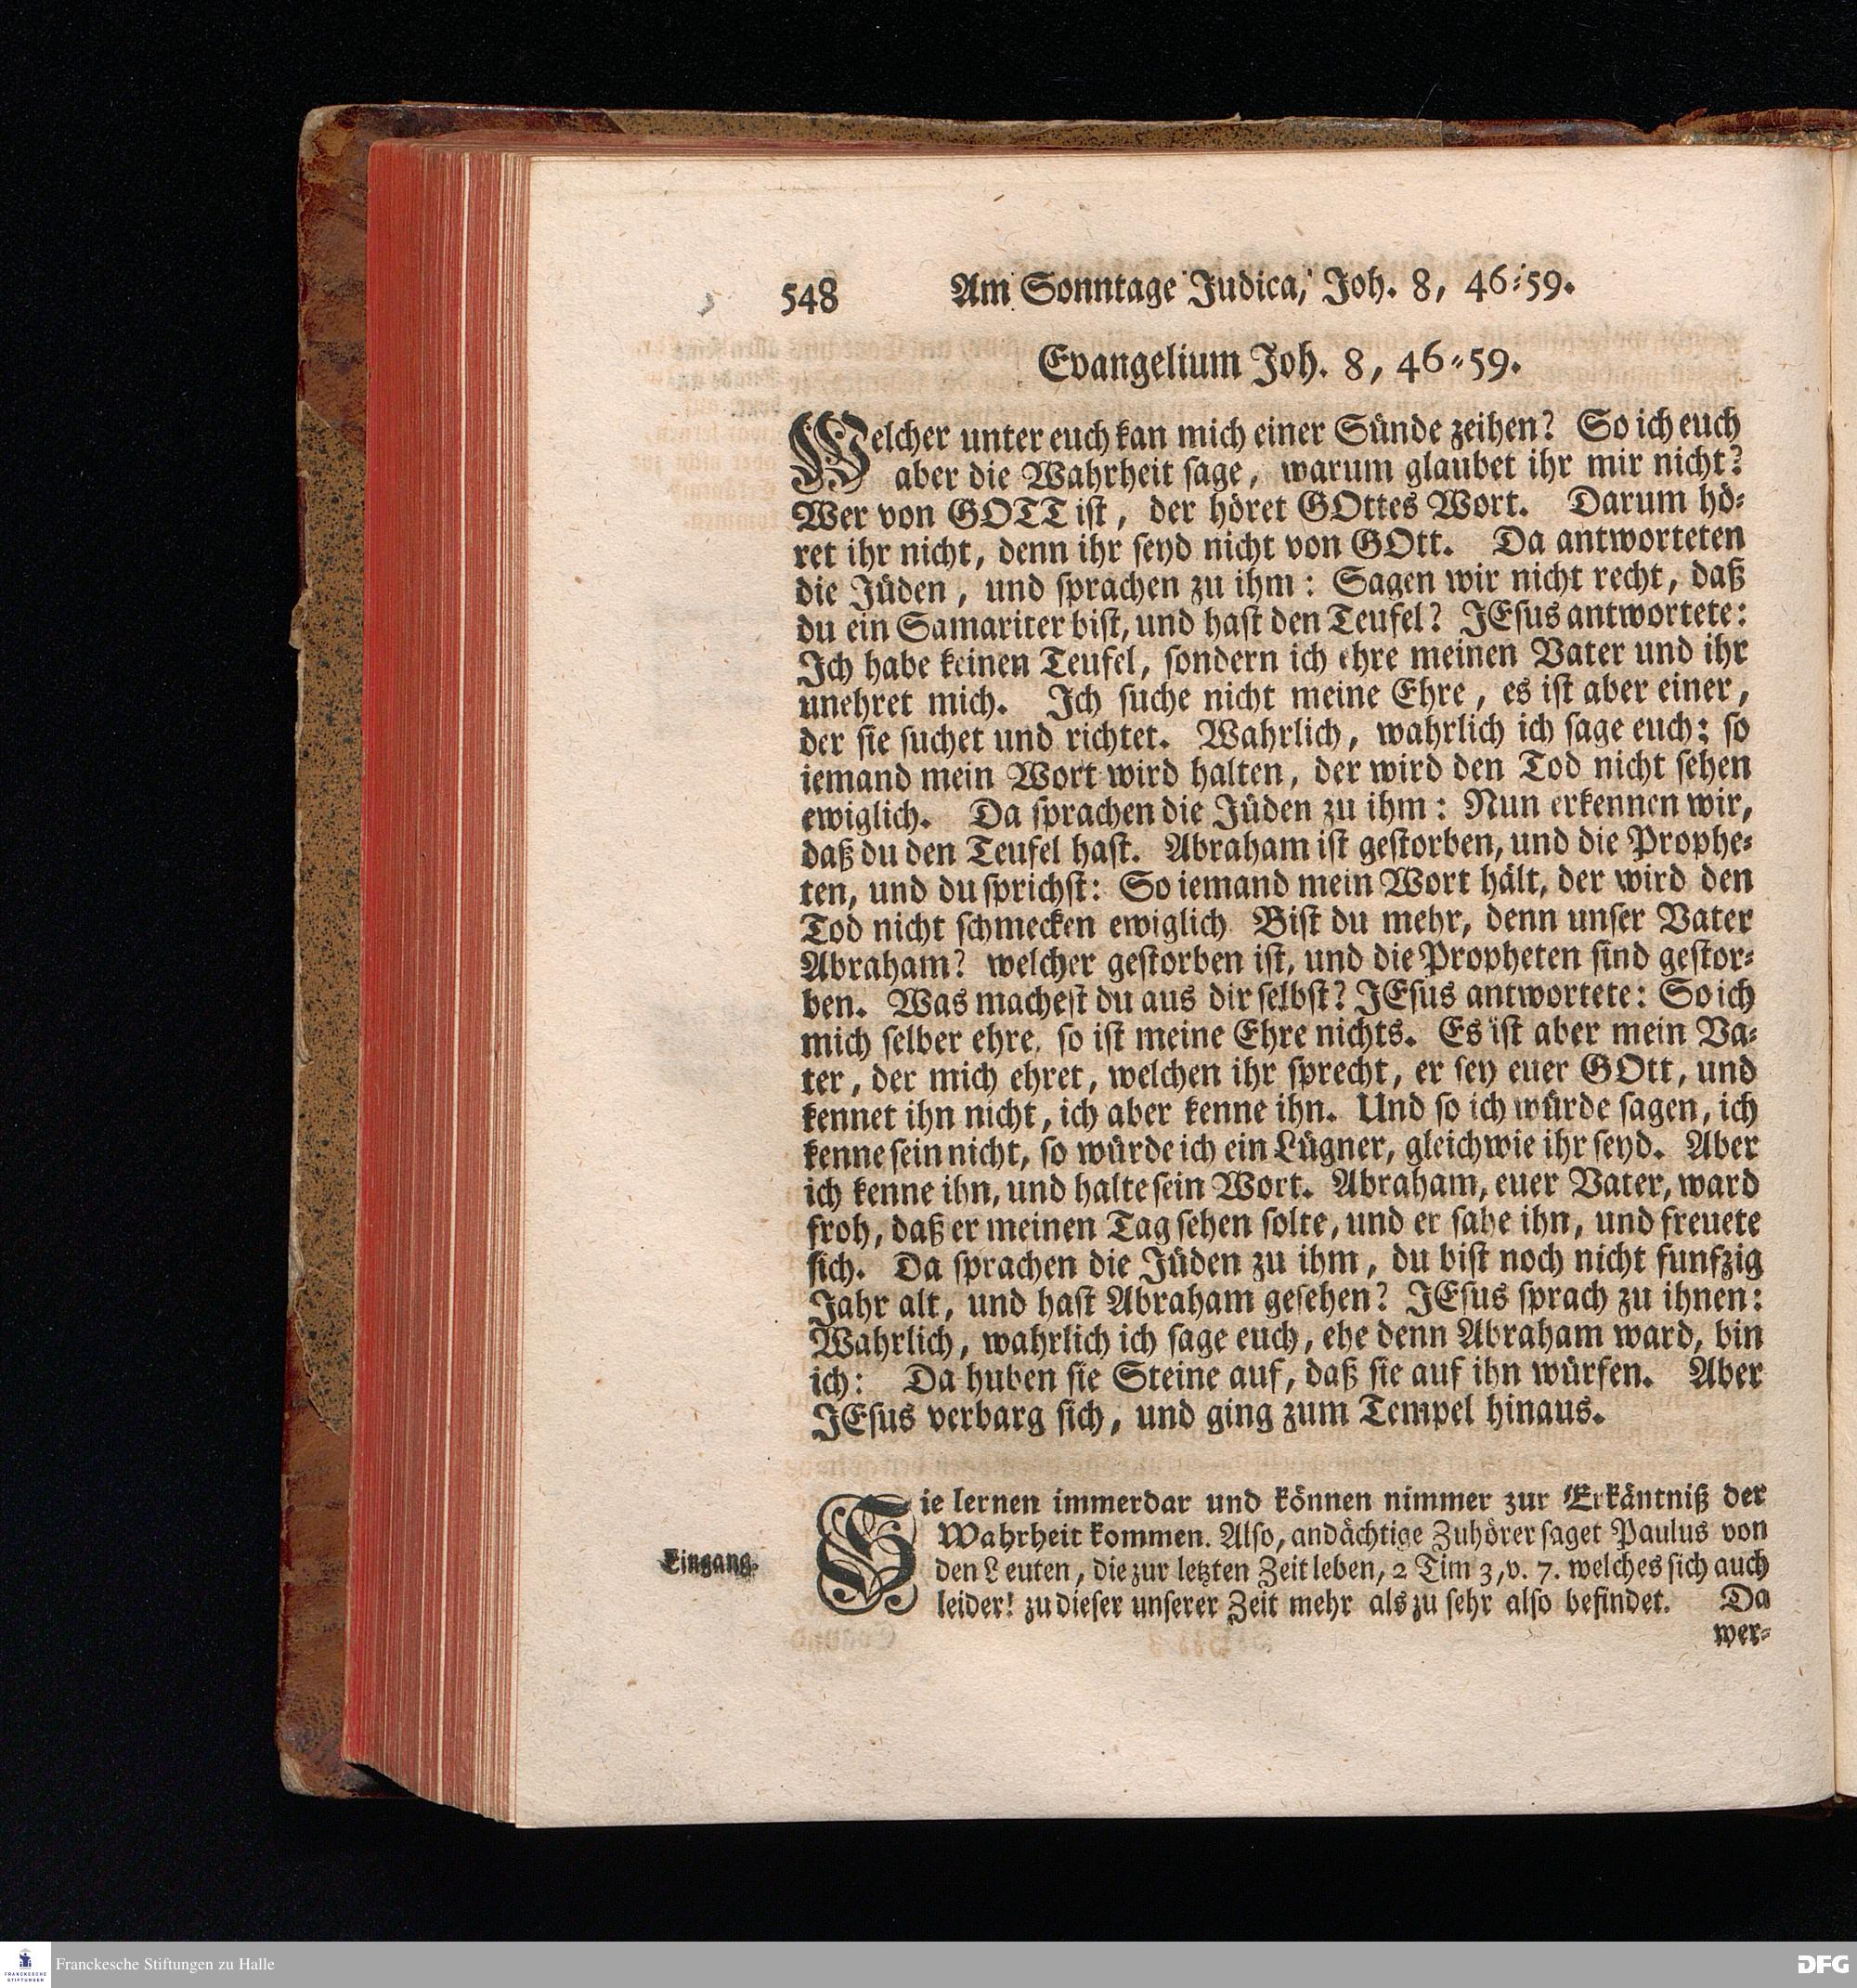 548 Am Sonntage Judica, Joh. 8, 46-59.
Evangelium Joh. 8, 46-59.
Welcher unter euch kan mich einer Sünde zeihen? So ich euch
aber die Wahrheit sage, warum glaubet ihr mir nicht?
Wer von GOTT ist, der höret GOttes Wort. Darum hö-
ret ihr nicht, denn ihr seyd nicht von GOtt. Da antworteten
die Jüden, und sprachen zu ihm: Sagen wir nicht recht, daß
du ein Samariter bist, und hast den Teufel? JEsus antwortete:
Ich habe keinen Teufel, sondern ich ehre meinen Vater und ihr
unehret mich. Ich suche nicht meine Ehre, es ist aber einer,
der sie suchet und richtet. Wahrlich, wahrlich ich sage euch: so
iemand mein Wort wird halten, der wird den Tod nicht sehen
ewiglich. Da sprachen die Jüden zu ihm: Nun erkennen wir,
daß du den Teufel hast. Abraham ist gestorben, und die Prophe-
ten, und du sprichst: So iemand mein Wort hält, der wird den
Tod nicht schmecken ewiglich Bist du mehr, denn unser Vater
Abraham? welcher gestorben ist, und die Propheten sind gestor-
ben. Was machest du aus dir selbst? JEsus antwortete: So ich
mich selber ehre, so ist meine Ehre nichts. Es ist aber mein Va-
ter, der mich ehret, welchen ihr sprecht, er sey euer GOtt, und
kennet ihn nicht, ich aber kenne ihn. Und so ich würde sagen, ich
kenne sein nicht, so würde ich ein Lügner, gleichwie ihr seyd. Aber
ich kenne ihn, und halte sein Wort. Abraham, euer Vater, ward
froh, daß er meinen Tag sehen solte, und er sahe ihn, und freuete
sich. Da sprachen die Jüden zu ihm, du bist noch nicht funfzig
Jahr alt, und hast Abraham gesehen? JEsus sprach zu ihnen:
Wahrlich, wahrlich ich sage euch, ehe denn Abraham ward, bin
ich: Da huben sie Steine auf, daß sie auf ihn würfen. Aber
JEsus verbarg sich, und ging zum Tempel hinaus.
Sie lernen immerdar und können nimmer zur Erkäntniß der
Wahrheit kommen. Also, andächtige Zuhörer saget Paulus von
Eingang.
den Leuten, die zur letzten Zeit leben, 2 Tim 3, v. 7. welches sich auch
leider! zu dieser unserer Zeit mehr als zu sehr also befindet. Da
wer-
FRANCKESCHE
STIFTUNGEN
Franckesche Stiftungen zu Halle
DFG